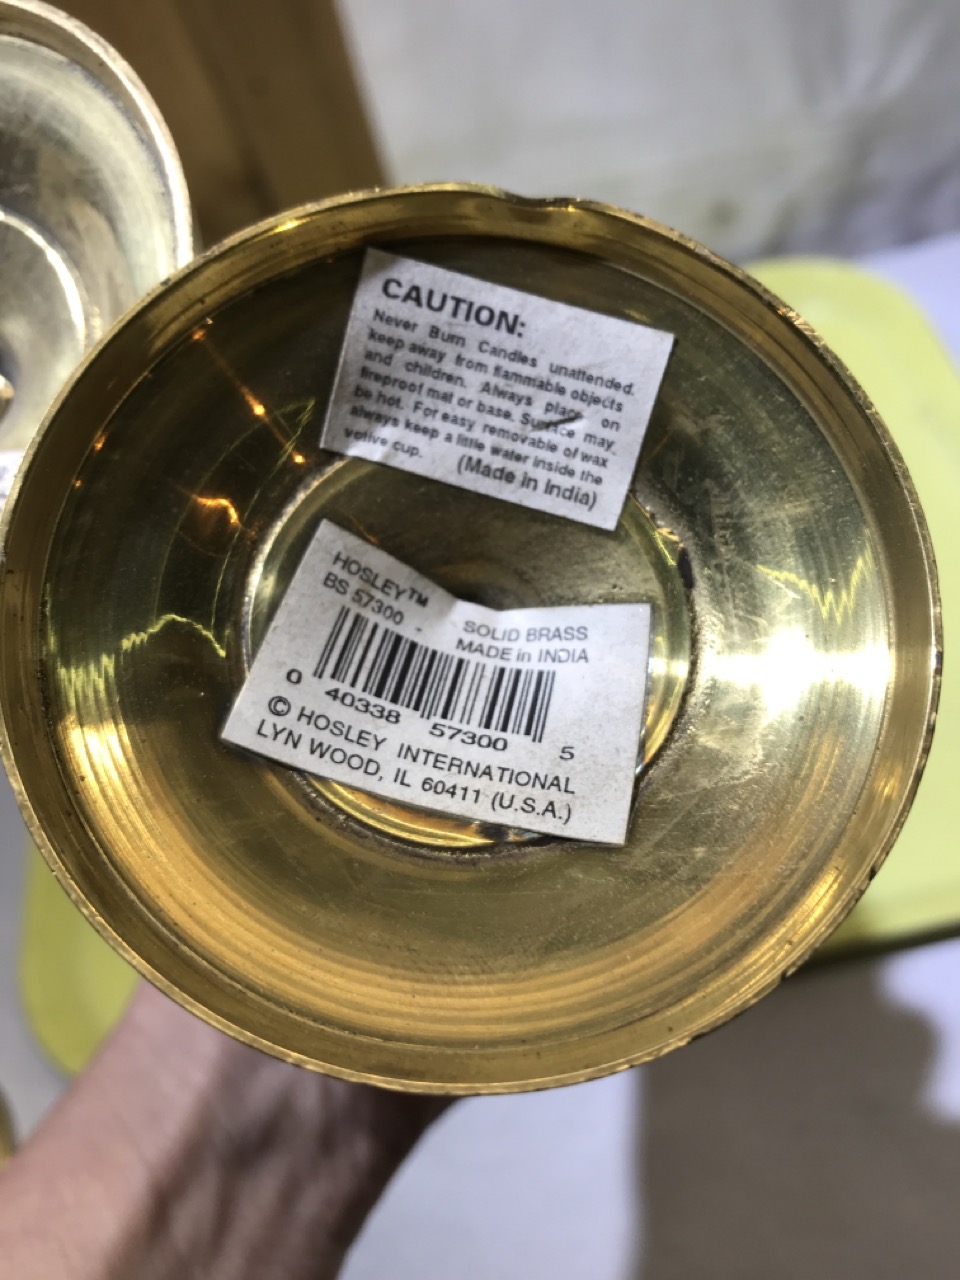 CAUTION:
Never Burn Candles unattended.
keep away from flammable objects
and children. Always place on
fireproof mat or base. Surface may
be hot. For easy removable of wax
always keep a little water inside the
votive cup.
(Made in India)
HOSLEY™
BS 57300 -
SOLID BRASS
MADE in INDIA
0 40338 57300 5
© HOSLEY INTERNATIONAL
LYN WOOD, IL 60411 (U.S.A.)